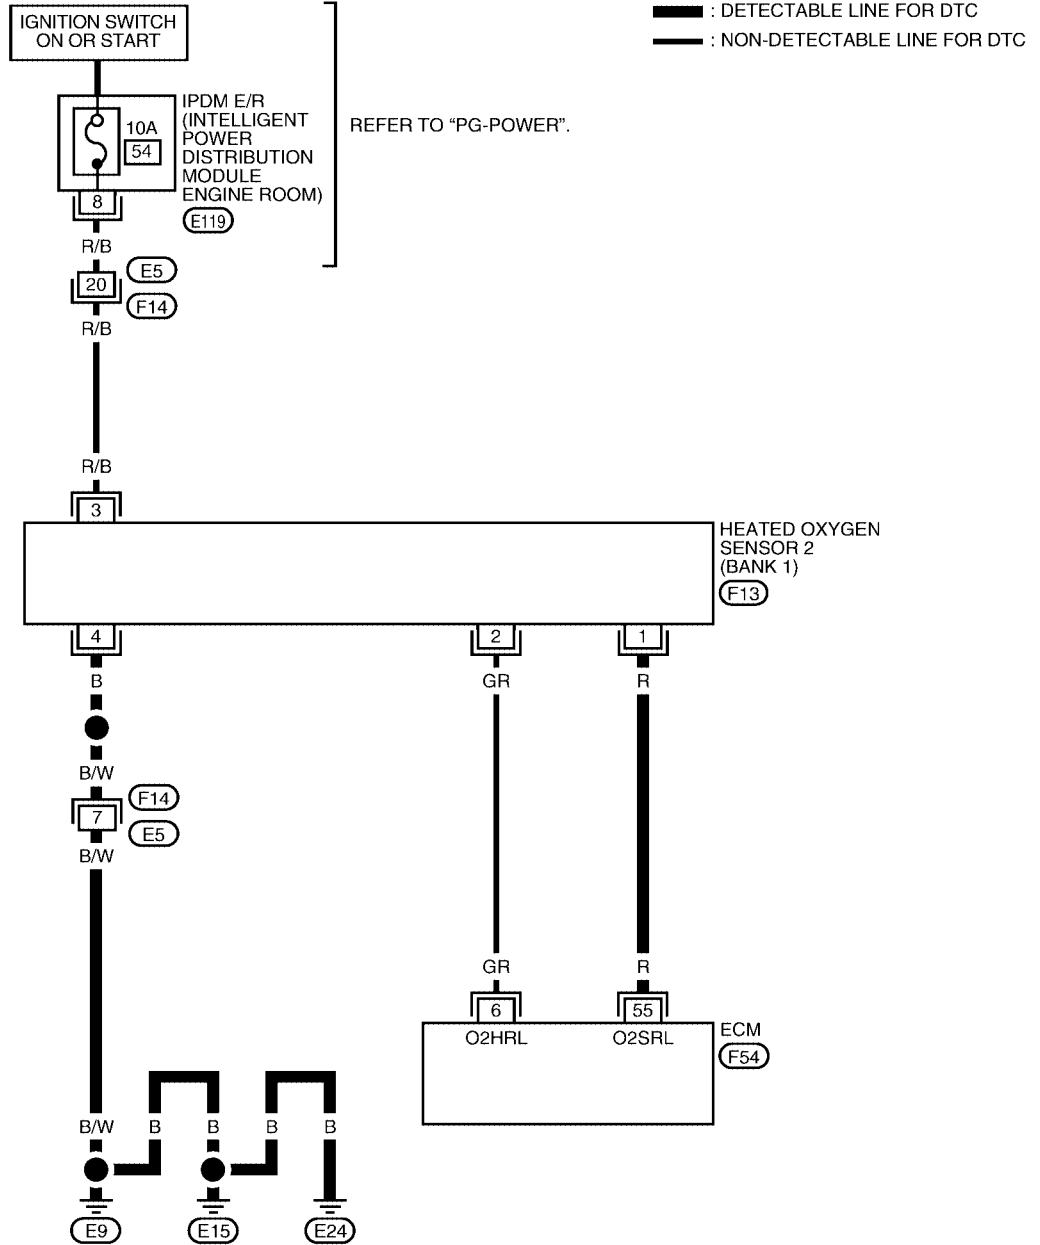 IGNITION SWITCH
ON OR START
: DETECTABLE LINE FOR DTC
: NON-DETECTABLE LINE FOR DTC
10A
54
IPDM E/R
(INTELLIGENT
POWER
DISTRIBUTION
MODULE
ENGINE ROOM)
E119
REFER TO “PG-POWER”.
8
R/B
20
E5
F14
R/B
R/B
3
HEATED OXYGEN
SENSOR 2
(BANK 1)
F13
4
2
1
B
GR
R
B/W
7
F14
E5
B/W
GR
R
6
55
O2HRL
O2SRL
ECM
F54
B/W
B
B
B
B
E9
E15
E24